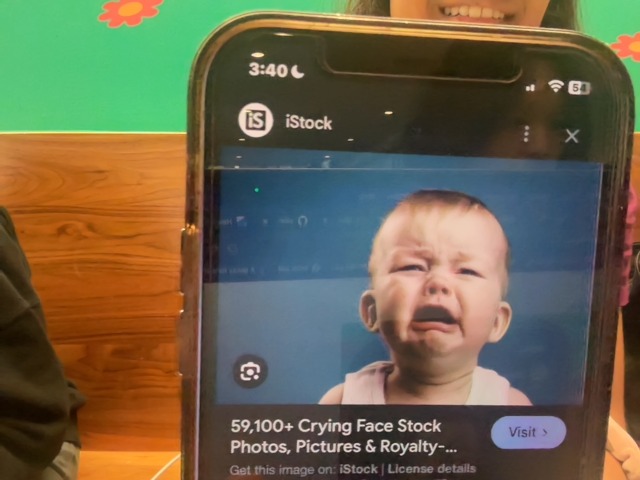 3:40
54
iS
iStock
59,100+ Crying Face Stock
Photos, Pictures & Royalty-...
Visit >
Get this image on: iStock | License details